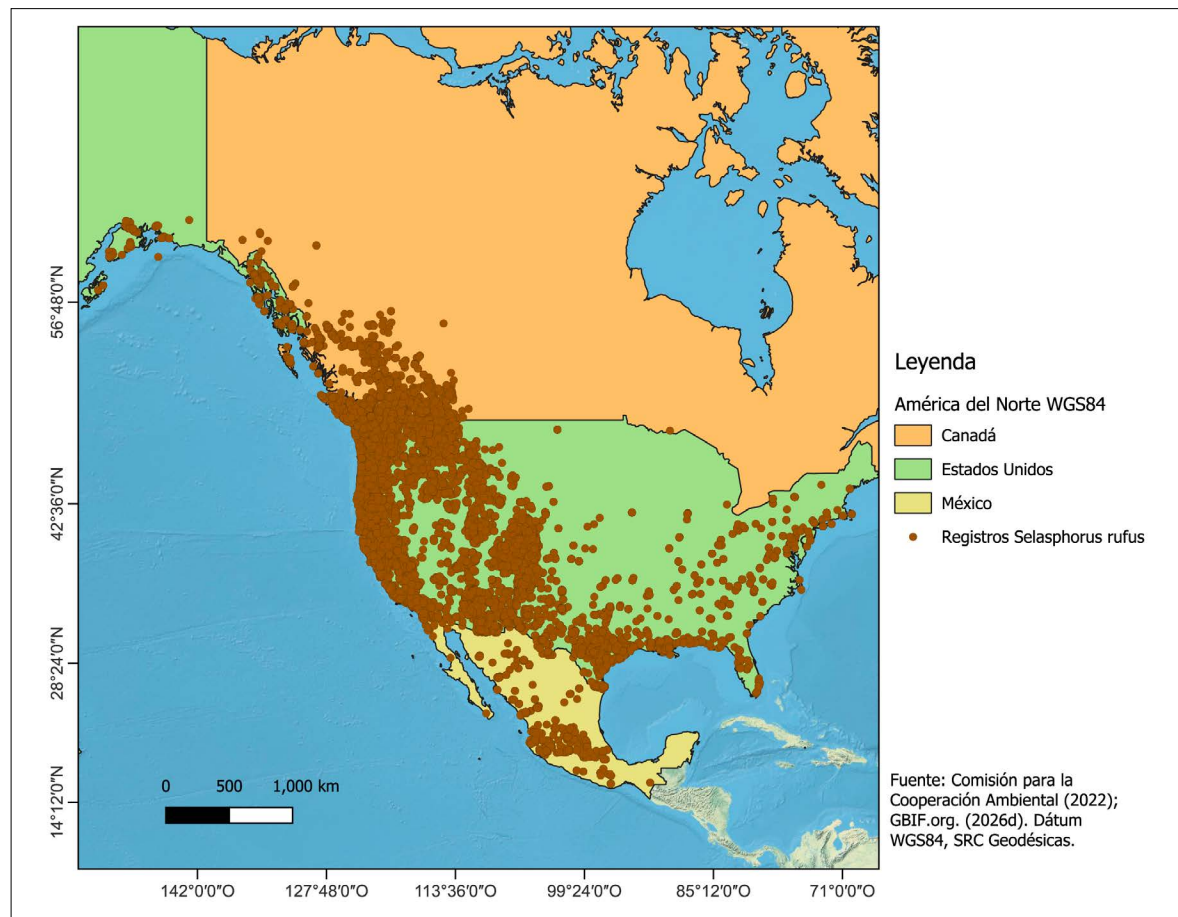 56°48'0"N
42°36'0"N
28°24'0"N
14°12'0"N
142°0'0"O
127°48'0"O
113°36'0"O
99°24'0"O
85°12'0"O
71°0'0"O
0 500 1,000 km
Leyenda
América del Norte WGS84
Canadá
Estados Unidos
México
Registros Selasphorus rufus
Fuente: Comisión para la
Cooperación Ambiental (2022);
GBIF.org. (2026d). Dátum
WGS84, SRC Geodésicas.